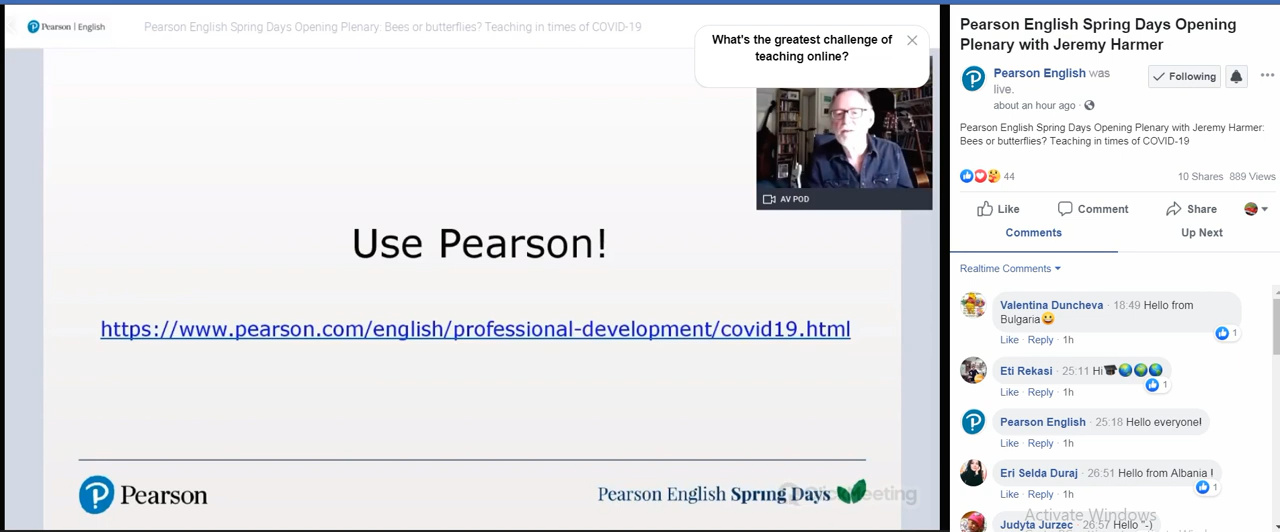 Pearson | English
Pearson English Spring Days Opening Plenary: Bees or butterflies? Teaching in times of COVID-19
What's the greatest challenge of
teaching online?
AV POD
Use Pearson!
https://www.pearson.com/english/professional-development/covid19.html
Pearson
Pearson English Spring Days
ClickMeeting
Pearson English Spring Days Opening
Plenary with Jeremy Harmer
Pearson English was
live.
Following
about an hour ago ·
Pearson English Spring Days Opening Plenary with Jeremy Harmer:
Bees or butterflies? Teaching in times of COVID-19
44
10 Shares 889 Views
Like
Comment
Share
Comments
Up Next
Realtime Comments
Valentina Duncheva · 18:49 Hello from
Bulgaria
1
Like · Reply · 1h
Eti Rekasi · 25:11 Hi
1
Like · Reply · 1h
Pearson English · 25:18 Hello everyone!
Like · Reply · 1h
Eri Selda Duraj · 26:51 Hello from Albania !
1
Like · Reply · 1h
Judyta Jurzec · 26:57 Hello :-)
Activate Windows